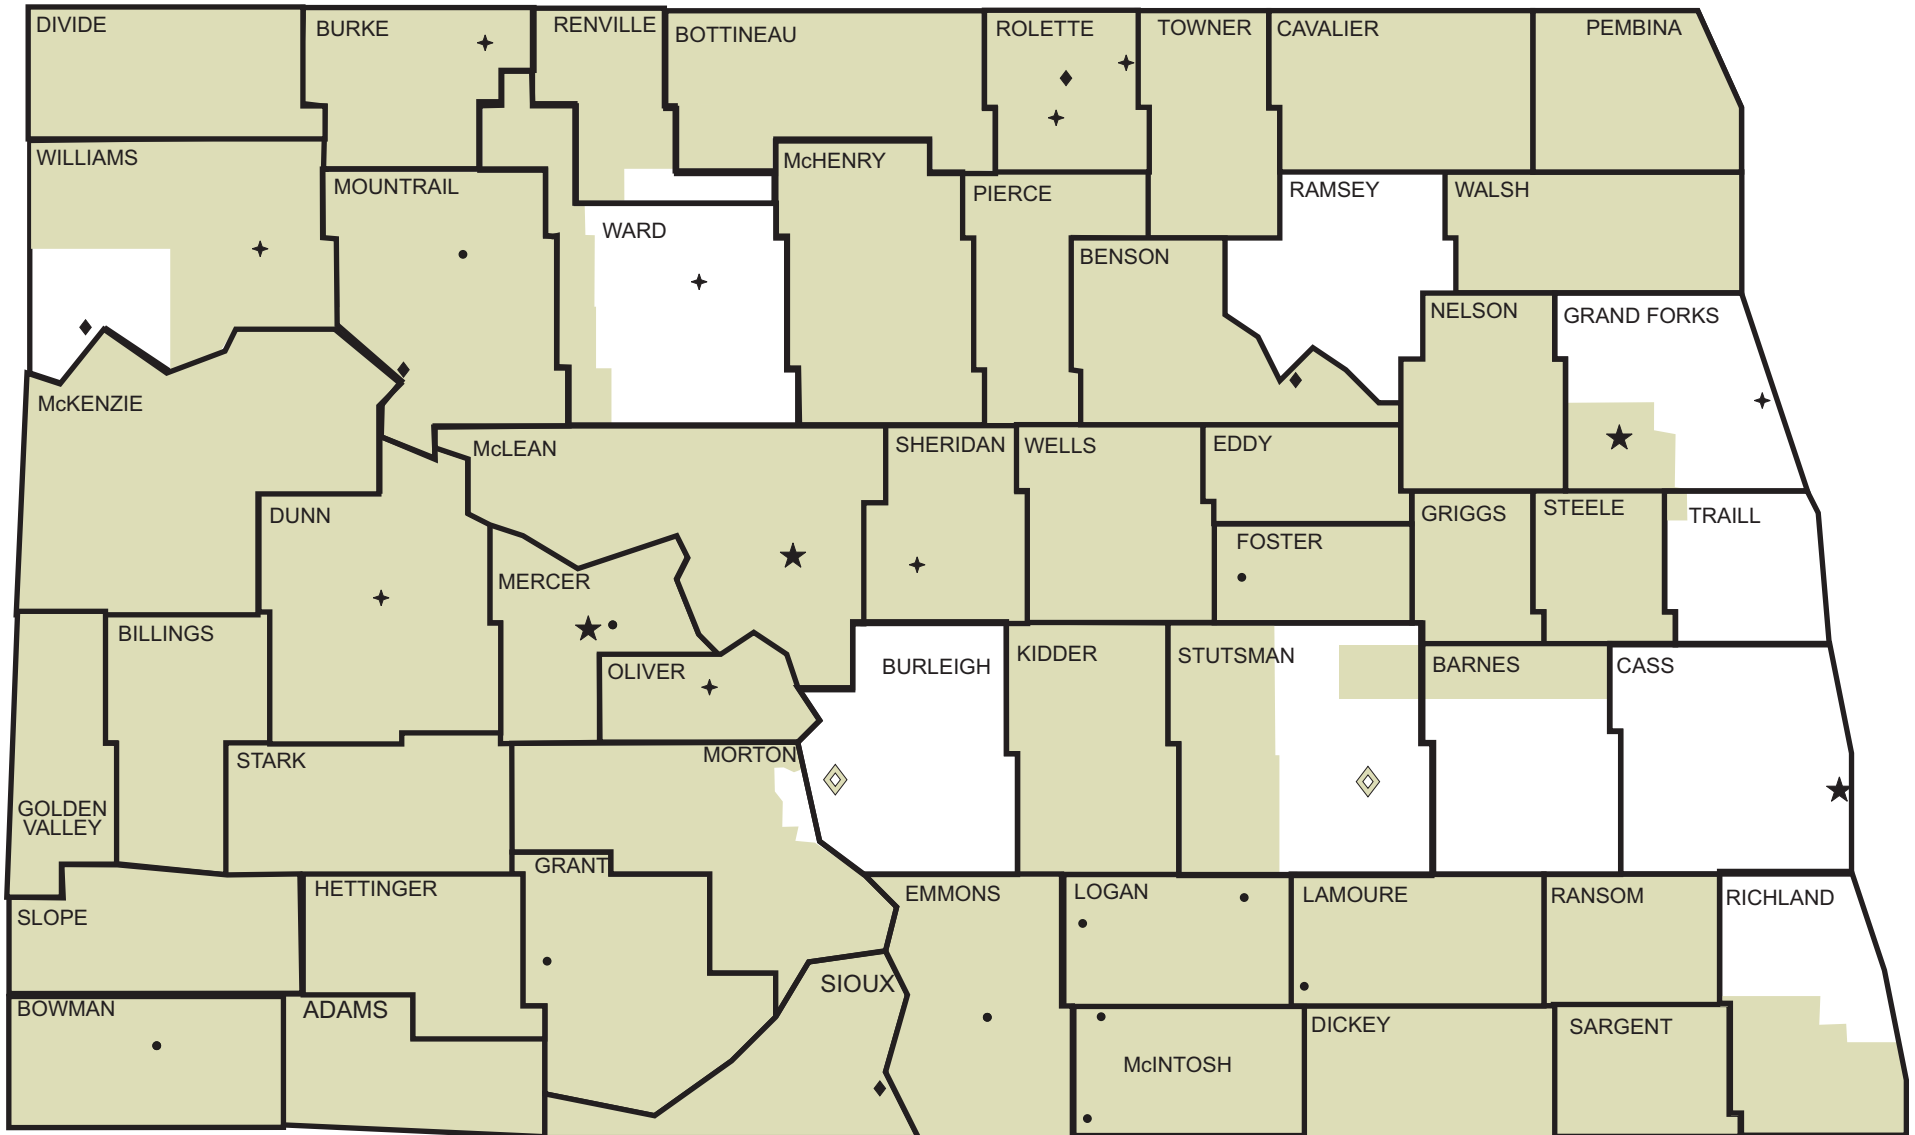 DIVIDE
BURKE
RENVILLE
BOTTINEAU
ROLETTE
TOWNER
CAVALIER
PEMBINA
WILLIAMS
MOUNTRAIL
McHENRY
PIERCE
RAMSEY
WALSH
WARD
BENSON
NELSON
GRAND FORKS
McKENZIE
McLEAN
SHERIDAN
WELLS
EDDY
DUNN
GRIGGS
STEELE
TRAILL
FOSTER
MERCER
BILLINGS
OLIVER
BURLEIGH
KIDDER
STUTSMAN
BARNES
CASS
STARK
MORTON
GOLDEN
VALLEY
GRANT
HETTINGER
EMMONS
LOGAN
LAMOURE
RANSOM
RICHLAND
SLOPE
SIOUX
BOWMAN
ADAMS
McINTOSH
DICKEY
SARGENT